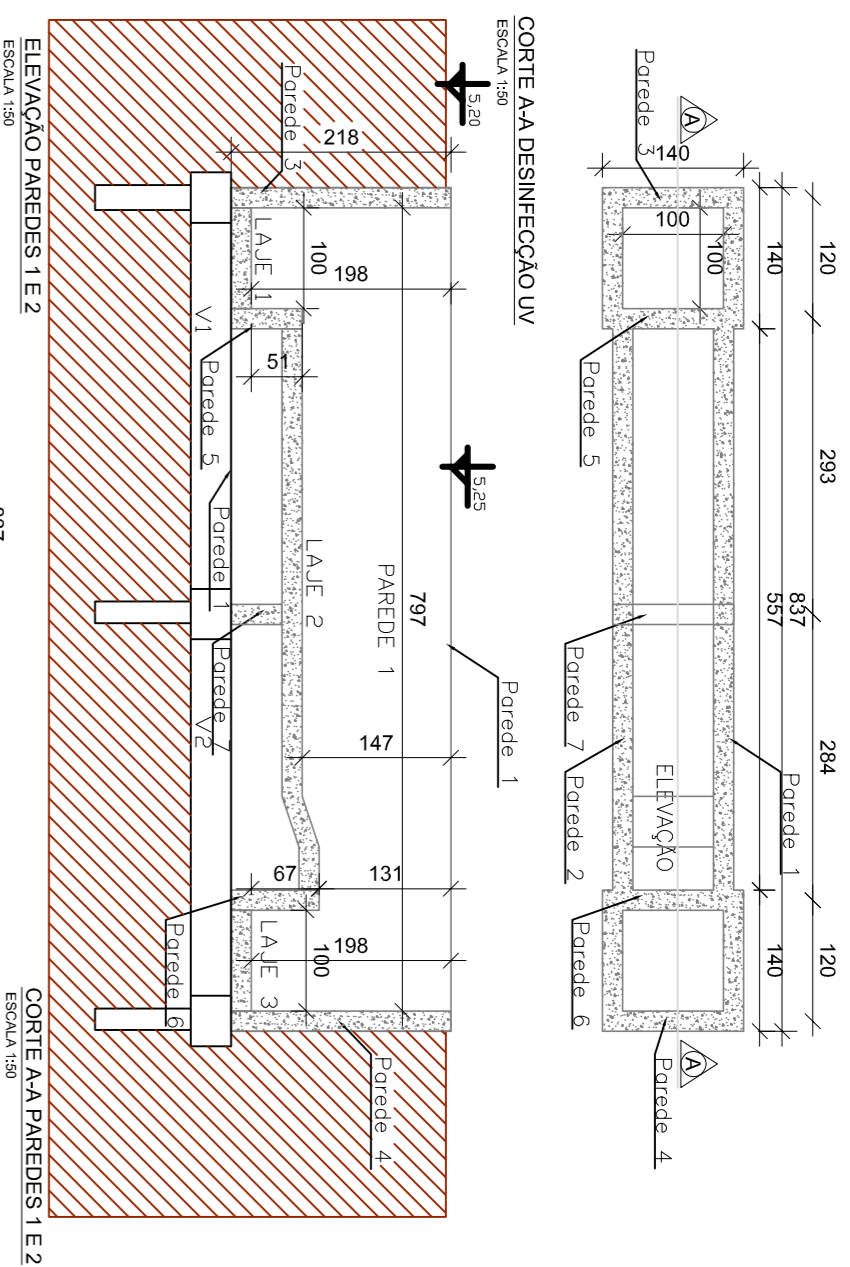 120
293
284
120
837
140
557
140
140
100
100
A
A
Parede 3
Parede 5
Parede 7
Parede 2
Parede 1
Parede 6
Parede 4
ELEVAÇÃO
CORTE A-A DESINFECÇÃO UV
ESCALA 1:50
5,20
5,25
Parede 1
218
198
100
51
797
147
131
67
198
100
Parede 3
LAJE 1
V1
Parede 5
Parede 1
LAJE 2
PAREDE 1
Parede 7
V2
LAJE 3
Parede 6
Parede 4
ELEVAÇÃO PAREDES 1 E 2
ESCALA 1:50
CORTE A-A PAREDES 1 E 2
ESCALA 1:50